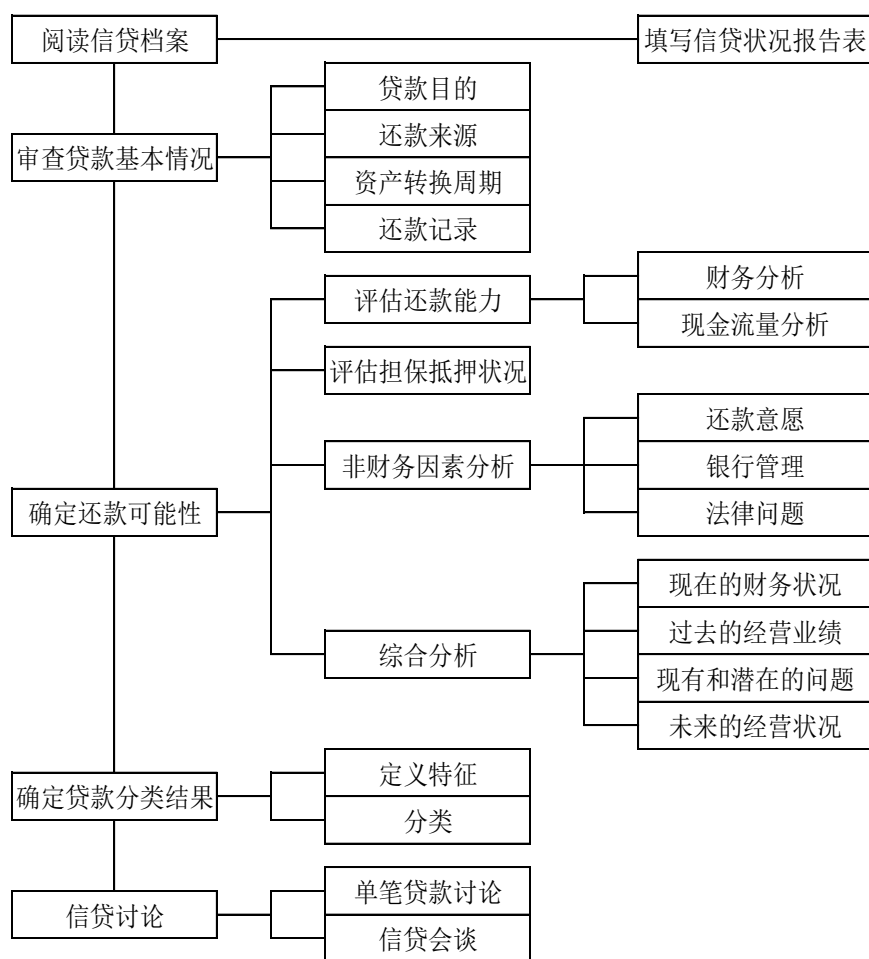 阅读信贷档案
填写信贷状况报告表
贷款目的
还款来源
审查贷款基本情况
资产转换周期
还款记录
财务分析
评估还款能力
现金流量分析
评估担保抵押状况
还款意愿
非财务因素分析
银行管理
确定还款可能性
法律问题
现在的财务状况
过去的经营业绩
综合分析
现有和潜在的问题
未来的经营状况
定义特征
确定贷款分类结果
分类
单笔贷款讨论
信贷讨论
信贷会谈